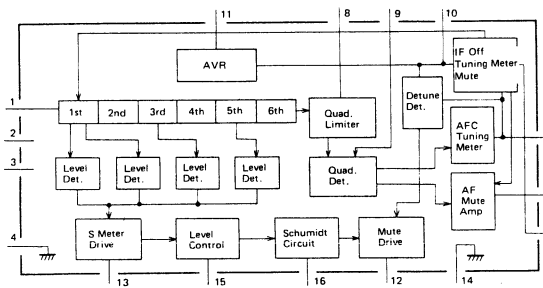 11 8 9 10
AVR
IF Off
Tuning Meter
Mute
Detune
Det.
1
1st 2nd 3rd 4th 5th 6th
Quad.
Limiter
AFC
Tuning
Meter
2
3
Level
Det.
Level
Det.
Level
Det.
Level
Det.
Quad.
Det.
AF
Mute
Amp
4
S Meter
Drive
Level
Control
Schumidt
Circuit
Mute
Drive
13 15 16 12 14